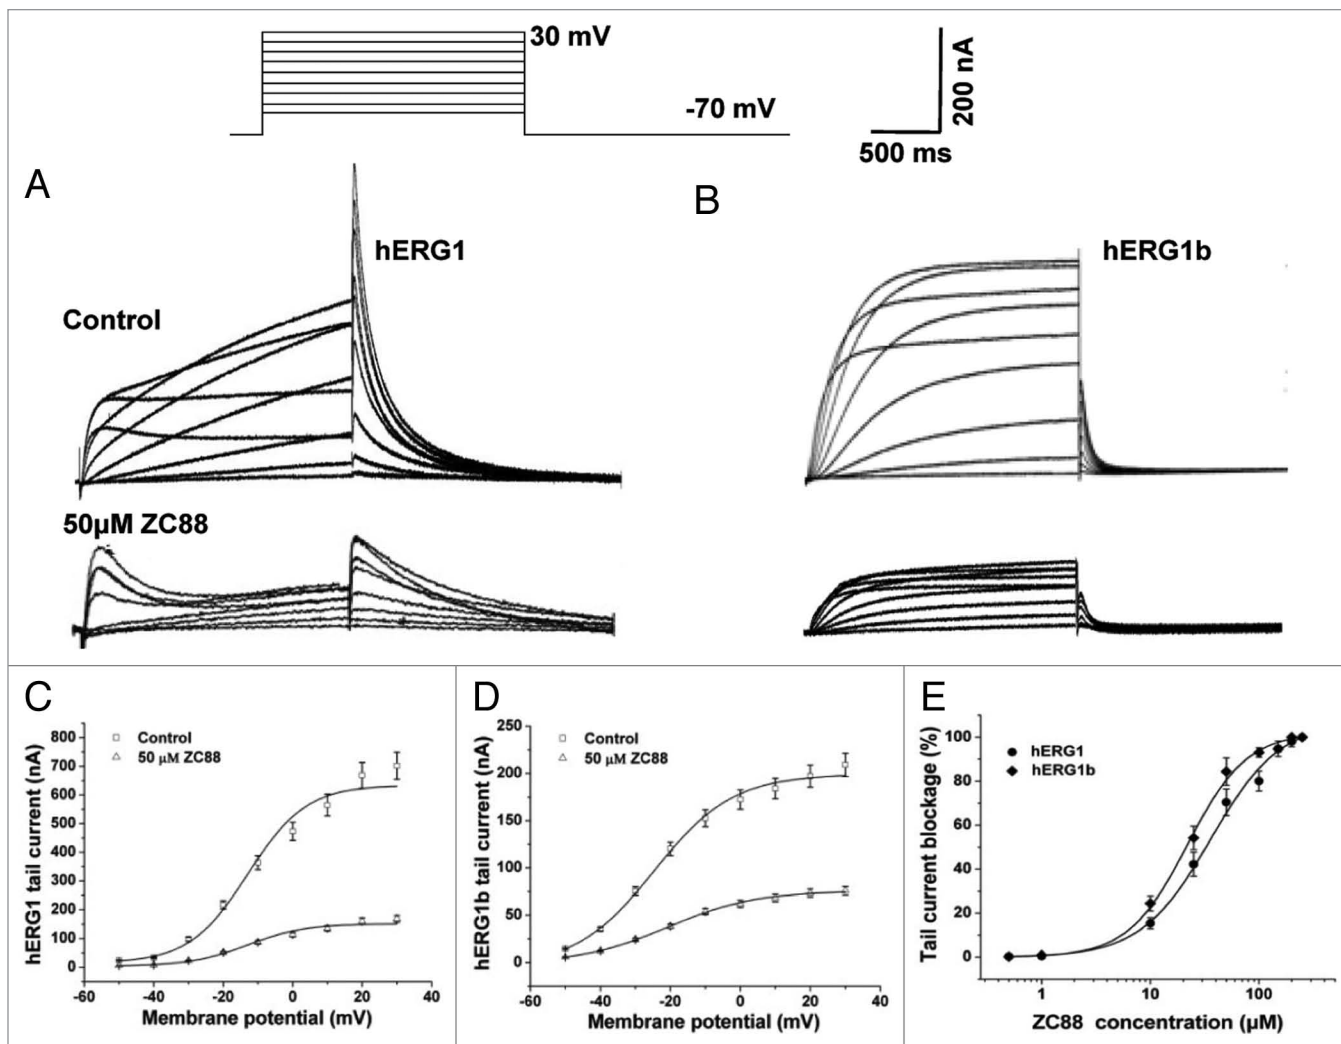 30 mV
-70 mV
200 nA
500 ms
A
B
hERG1
hERG1b
Control
50μM ZC88
C
hERG1 tail current (nA)
800
700
600
500
400
300
200
100
0
Control
50 μM ZC88
-60 -40 -20 0 20 40
Membrane potential (mV)
D
hERG1b tail current (nA)
250
200
150
100
50
0
Control
50 μM ZC88
-60 -40 -20 0 20 40
Membrane potential (mV)
E
Tail current blockage (%)
100
80
60
40
20
0
hERG1
hERG1b
1 10 100
ZC88 concentration (μM)